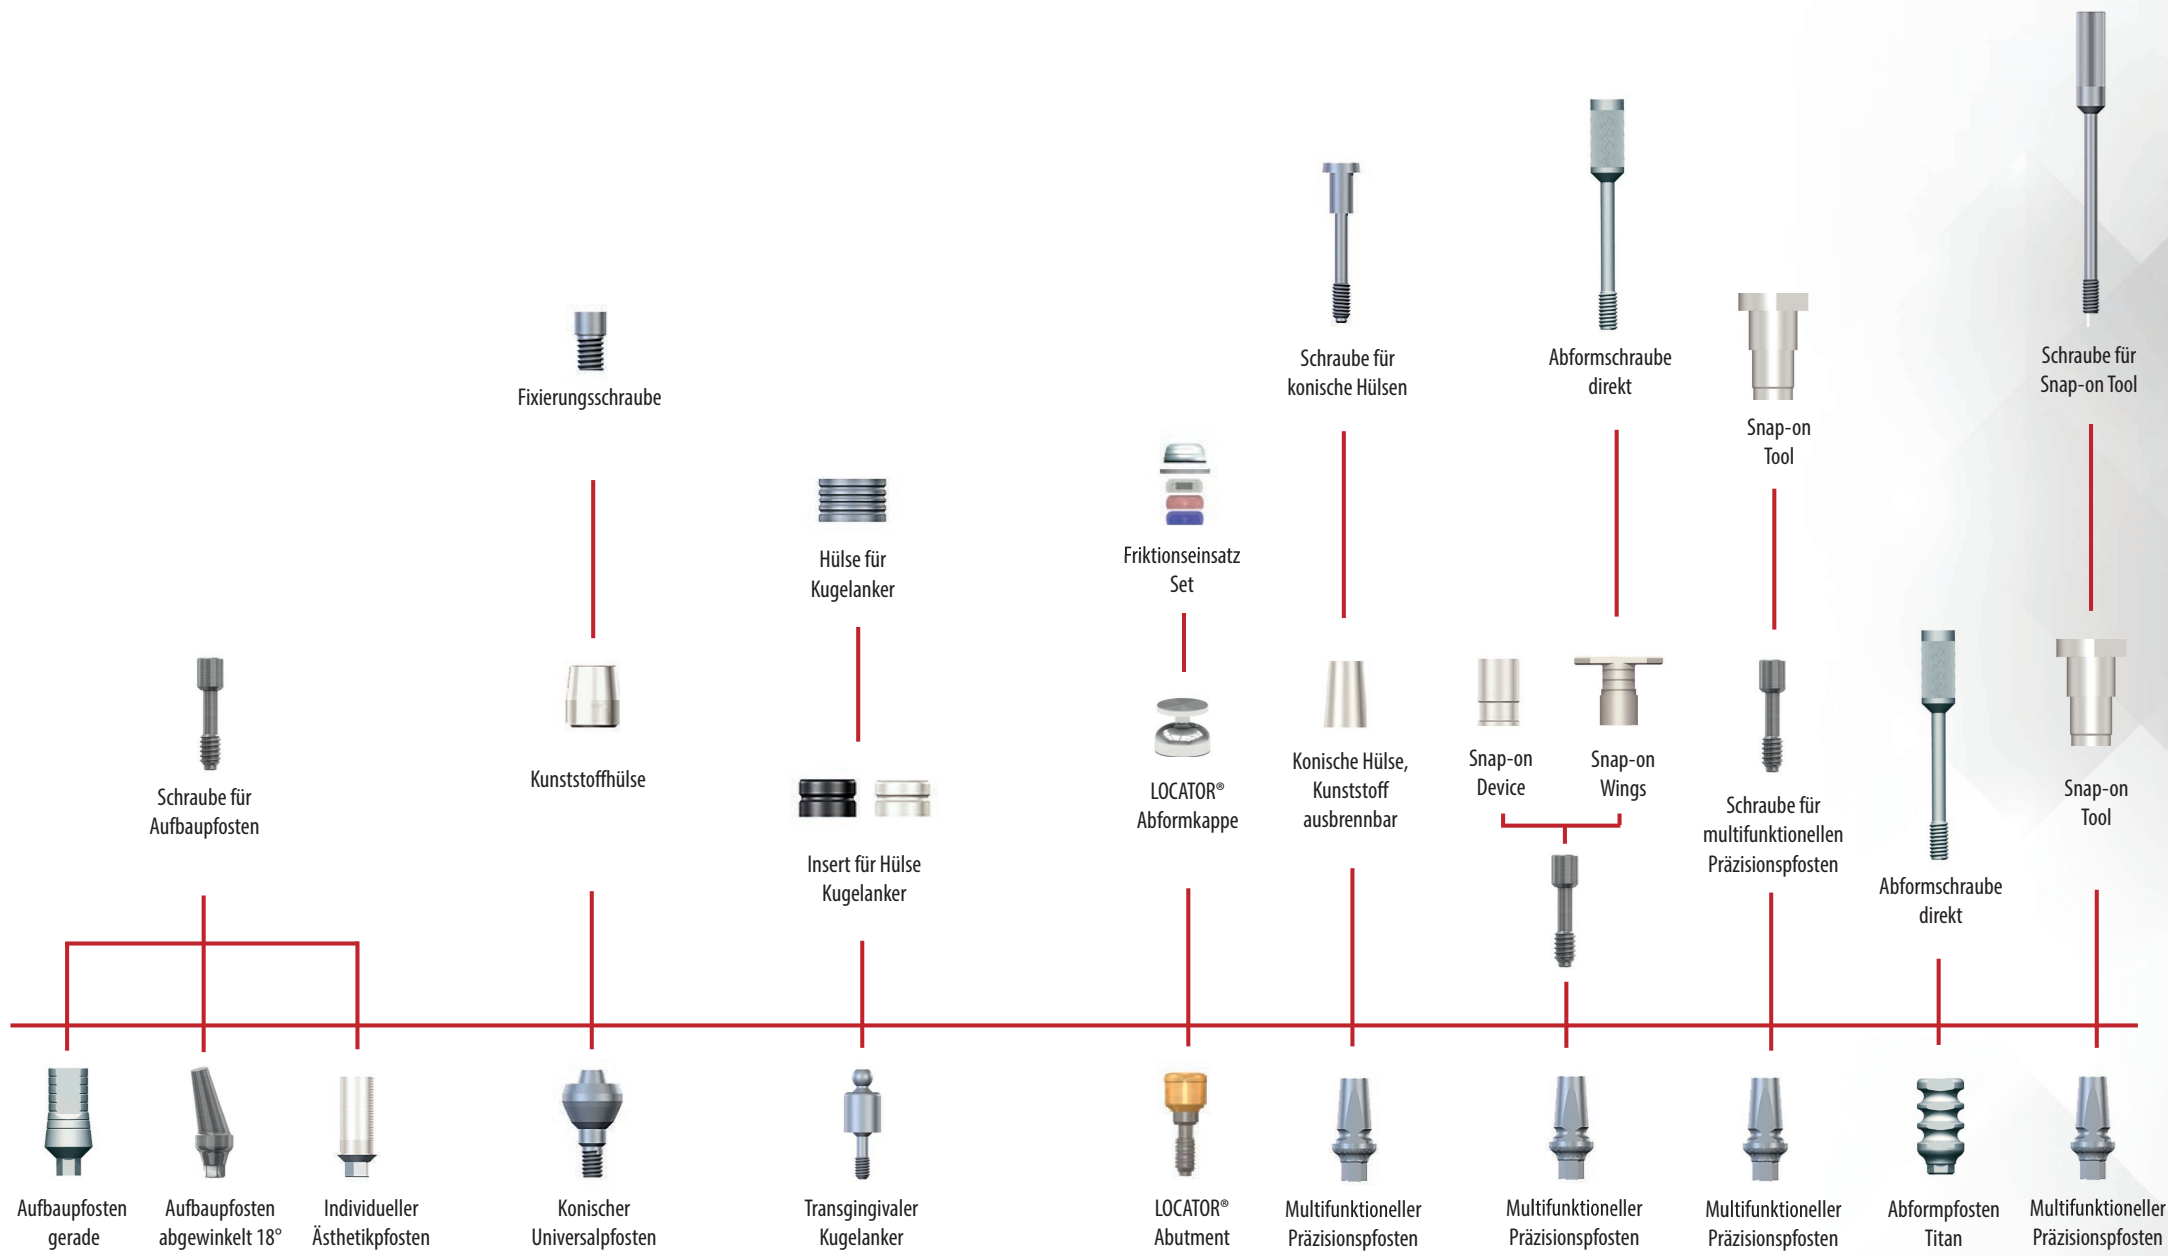 Schraube für
Aufbaupfosten
Aufbaupfosten
gerade
Aufbaupfosten
abgewinkelt 18°
Individueller
Ästhetikpfosten
Fixierungsschraube
Kunststoffhülse
Konischer
Universalpfosten
Hülse für
Kugelanker
Insert für Hülse
Kugelanker
Transgingivaler
Kugelanker
Friktionseinsatz
Set
LOCATOR®
Abformkappe
LOCATOR®
Abutment
Schraube für
konische Hülsen
Konische Hülse,
Kunststoff
ausbrennbar
Multifunktioneller
Präzisionspfosten
Abformschraube
direkt
Snap-on
Device
Snap-on
Wings
Multifunktioneller
Präzisionspfosten
Snap-on
Tool
Schraube für
multifunktionellen
Präzisionspfosten
Multifunktioneller
Präzisionspfosten
Abformschraube
direkt
Abformpfosten
Titan
Schraube für
Snap-on Tool
Snap-on
Tool
Multifunktioneller
Präzisionspfosten